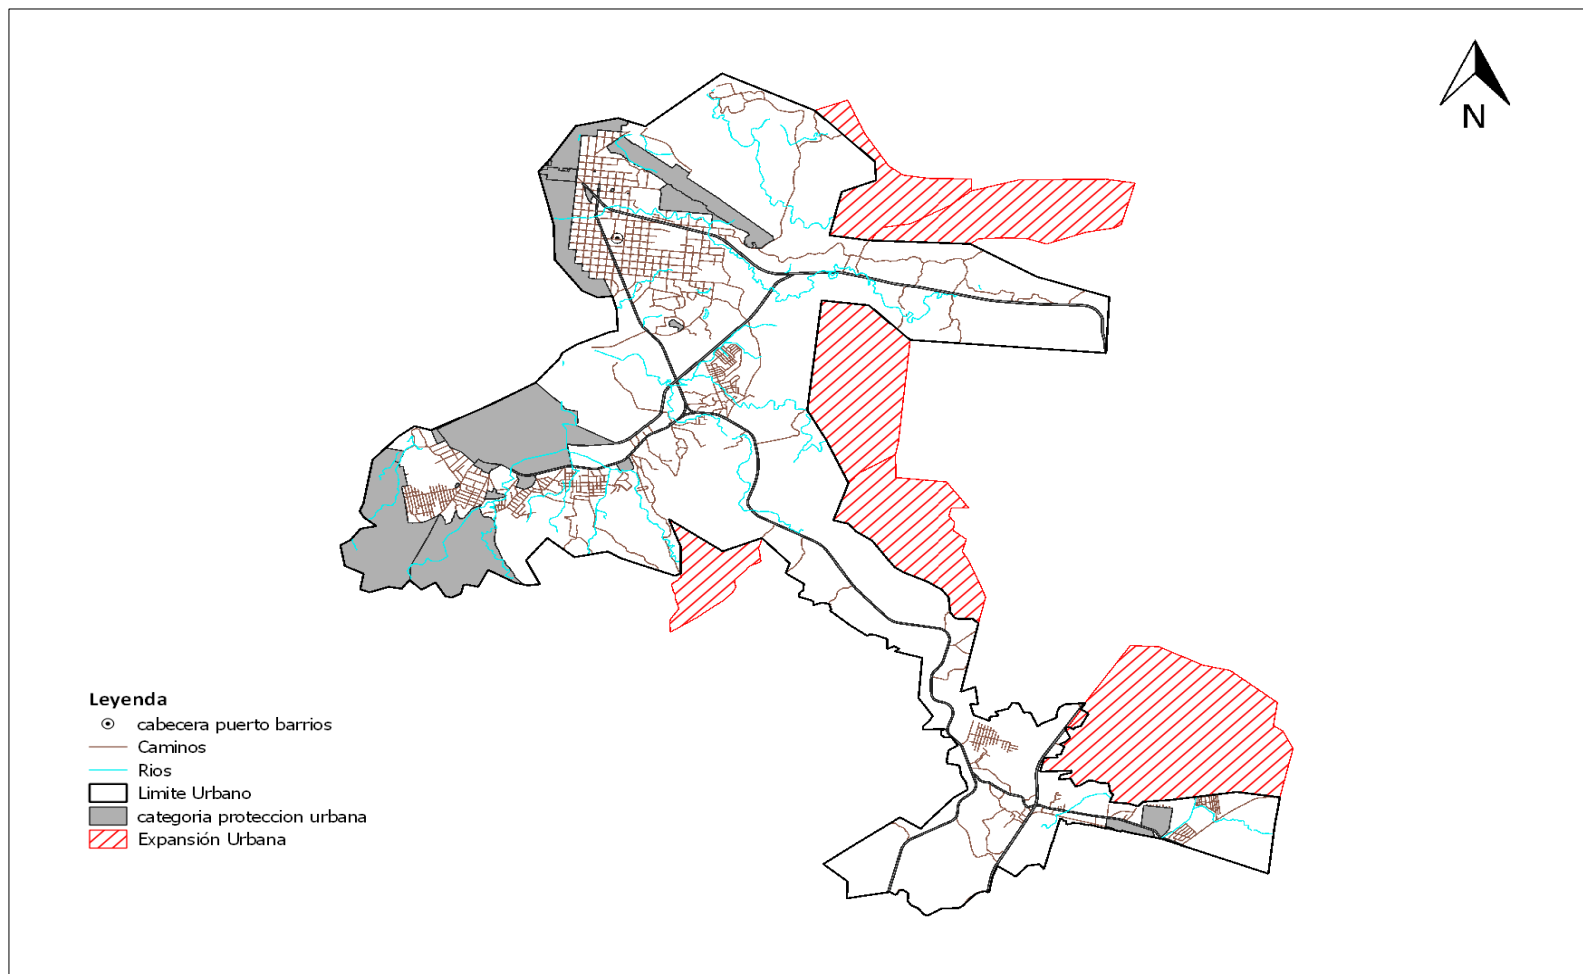 N
Leyenda
cabecera puerto barrios
Caminos
Rios
Limite Urbano
categoria proteccion urbana
Expansión Urbana